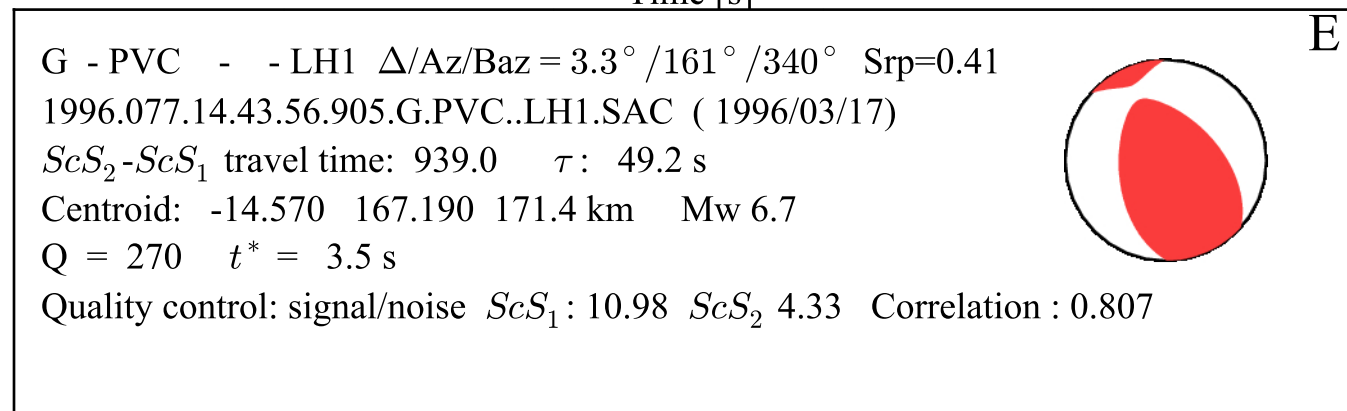 Time [s]
E
G - PVC - - LH1 Δ/Az/Baz = 3.3° /161° /340° Srp=0.41
1996.077.14.43.56.905.G.PVC..LH1.SAC ( 1996/03/17)
ScS₂-ScS₁ travel time: 939.0 τ : 49.2 s
Centroid: -14.570 167.190 171.4 km Mw 6.7
Q = 270 t* = 3.5 s
Quality control: signal/noise ScS₁: 10.98 ScS₂ 4.33 Correlation : 0.807